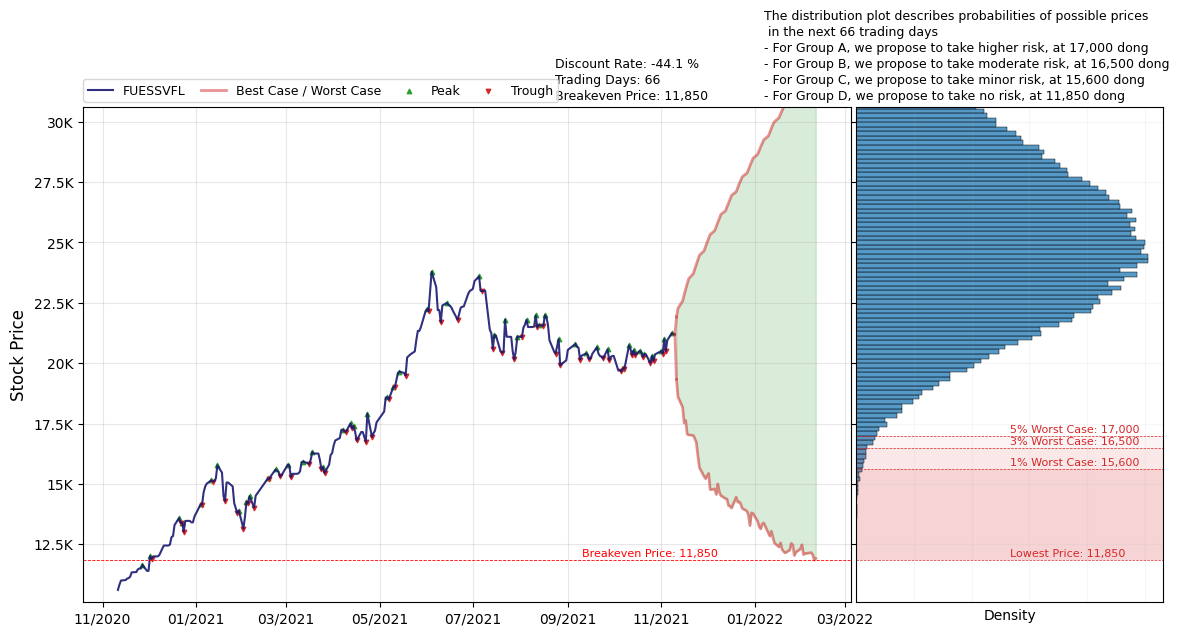 The distribution plot describes probabilities of possible prices
in the next 66 trading days
- For Group A, we propose to take higher risk, at 17,000 dong
- For Group B, we propose to take moderate risk, at 16,500 dong
- For Group C, we propose to take minor risk, at 15,600 dong
- For Group D, we propose to take no risk, at 11,850 dong
Discount Rate: -44.1 %
Trading Days: 66
Breakeven Price: 11,850
FUESSVFL
Best Case / Worst Case
Peak
Trough
Stock Price
30K
27.5K
25K
22.5K
20K
17.5K
15K
12.5K
Breakeven Price: 11,850
11/2020
01/2021
03/2021
05/2021
07/2021
09/2021
11/2021
01/2022
03/2022
5% Worst Case: 17,000
3% Worst Case: 16,500
1% Worst Case: 15,600
Lowest Price: 11,850
Density